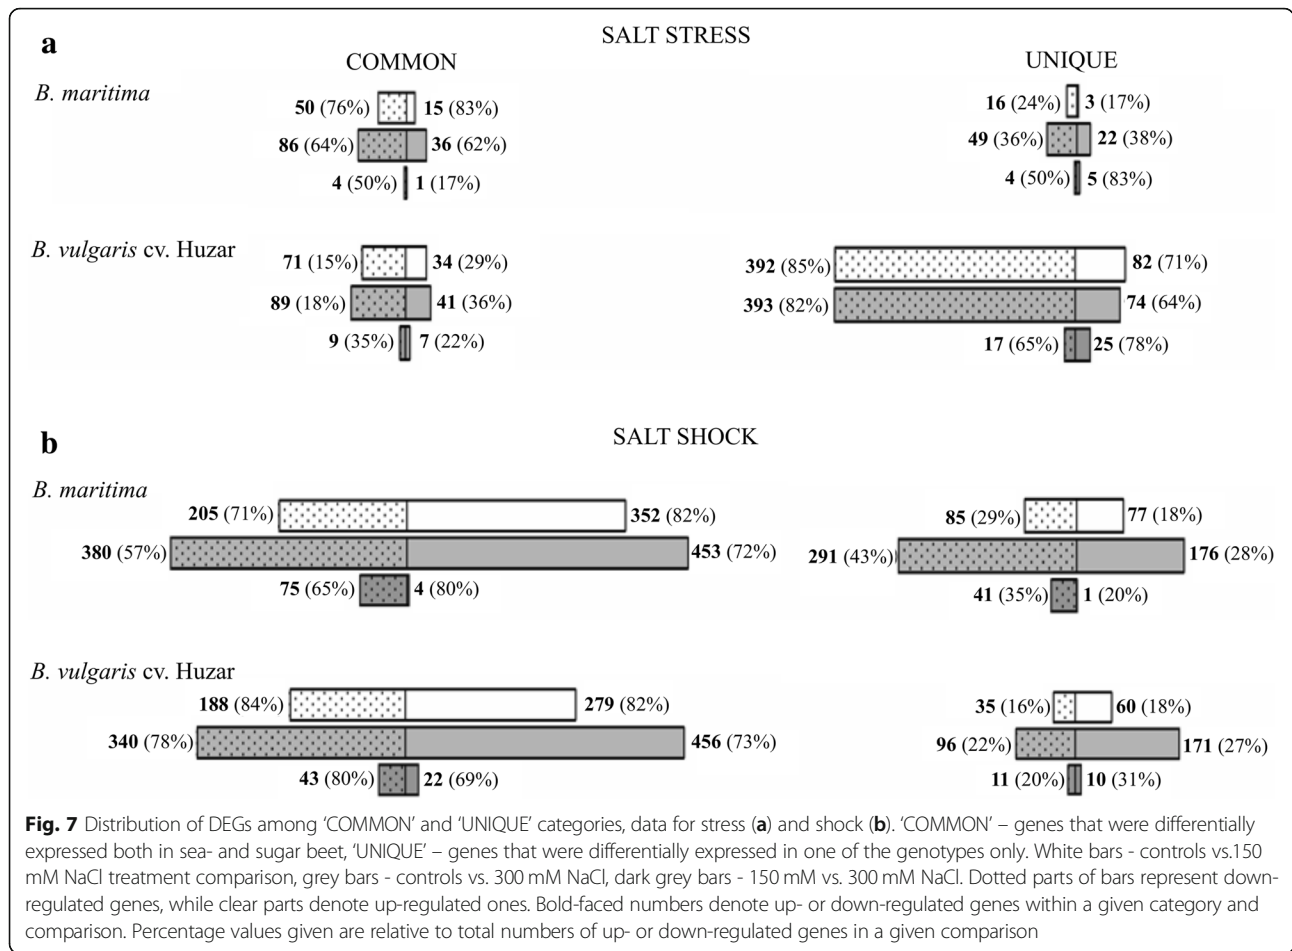 a
SALT STRESS
COMMON
UNIQUE
B. maritima
50 (76%) 15 (83%)
16 (24%) 3 (17%)
86 (64%) 36 (62%)
49 (36%) 22 (38%)
4 (50%) 1 (17%)
4 (50%) 5 (83%)
B. vulgaris cv. Huzar
71 (15%) 34 (29%)
392 (85%) 82 (71%)
89 (18%) 41 (36%)
393 (82%) 74 (64%)
9 (35%) 7 (22%)
17 (65%) 25 (78%)
b
SALT SHOCK
B. maritima
205 (71%) 352 (82%)
85 (29%) 77 (18%)
380 (57%) 453 (72%)
291 (43%) 176 (28%)
75 (65%) 4 (80%)
41 (35%) 1 (20%)
B. vulgaris cv. Huzar
188 (84%) 279 (82%)
35 (16%) 60 (18%)
340 (78%) 456 (73%)
96 (22%) 171 (27%)
43 (80%) 22 (69%)
11 (20%) 10 (31%)
Fig. 7 Distribution of DEGs among ‘COMMON’ and ‘UNIQUE’ categories, data for stress (a) and shock (b). ‘COMMON’ – genes that were differentially
expressed both in sea- and sugar beet, ‘UNIQUE’ – genes that were differentially expressed in one of the genotypes only. White bars - controls vs.150
mM NaCl treatment comparison, grey bars - controls vs. 300 mM NaCl, dark grey bars - 150 mM vs. 300 mM NaCl. Dotted parts of bars represent down-
regulated genes, while clear parts denote up-regulated ones. Bold-faced numbers denote up- or down-regulated genes within a given category and
comparison. Percentage values given are relative to total numbers of up- or down-regulated genes in a given comparison